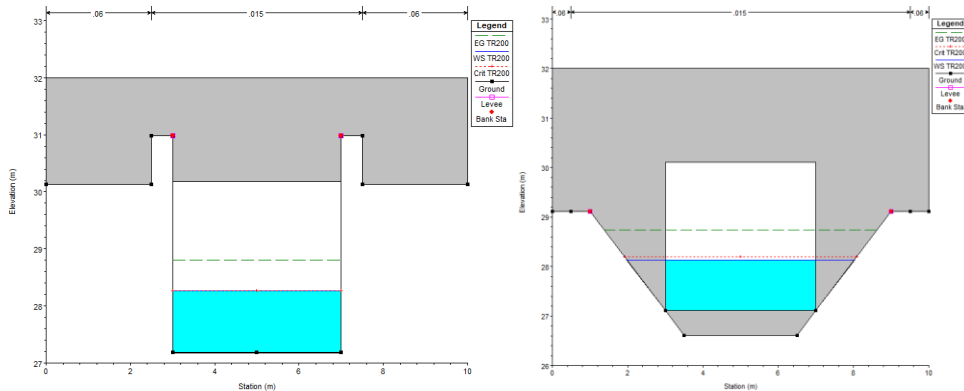 .06
.015
.06
33
32
31
30
29
28
27
0
2
4
6
8
10
Elevation (m)
Station (m)
Legend
EG TR200
WS TR200
Crit TR200
Ground
Levee
Bank Sta
.06
.015
.06
33
32
31
30
29
28
27
26
0
2
4
6
8
10
Elevation (m)
Station (m)
Legend
EG TR200
Crit TR200
WS TR200
Ground
Levee
Bank Sta